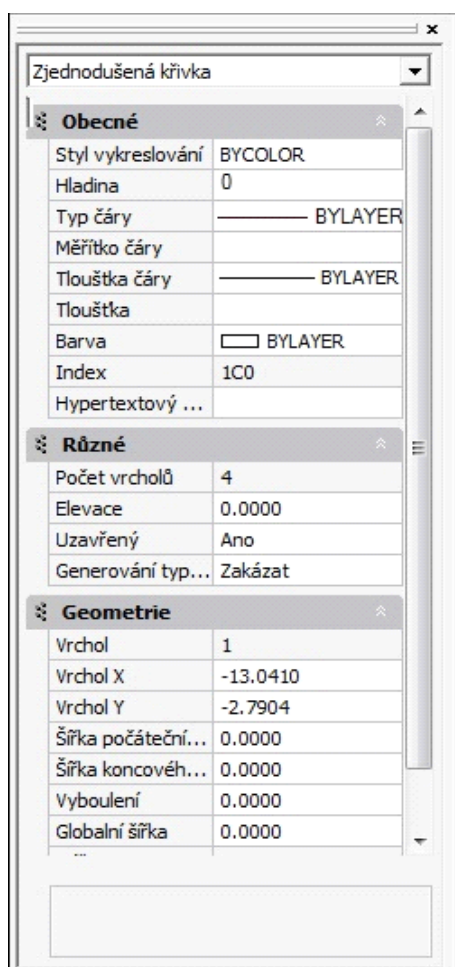 Zjednodušená křivka
Obecné
Styl vykreslování BYCOLOR
Hladina 0
Typ čáry BYLAYER
Měřítko čáry
Tlouštka čáry BYLAYER
Tloušťka
Barva BYLAYER
Index 1C0
Hypertextový ...
Různé
Počet vrcholů 4
Elevace 0.0000
Uzavřený Ano
Generování typ... Zakázat
Geometrie
Vrchol 1
Vrchol X -13.0410
Vrchol Y -2.7904
Šířka počáteční... 0.0000
Šířka koncovéh... 0.0000
Vyboulení 0.0000
Globalní šířka 0.0000